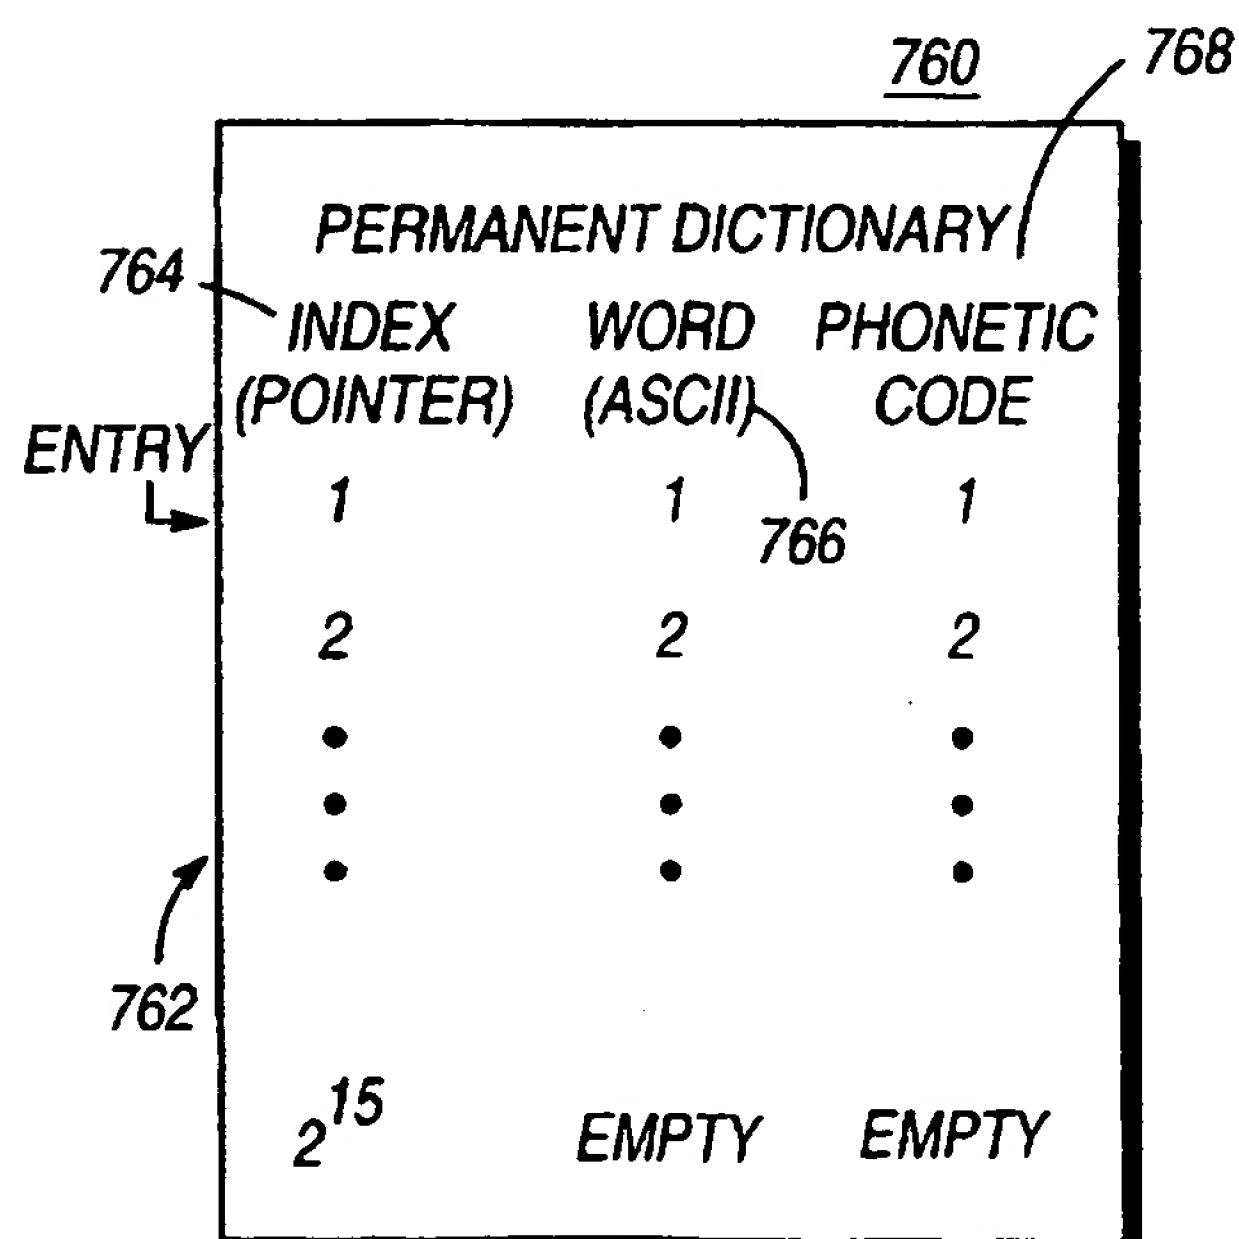 760 768
PERMANENT DICTIONARY
764
INDEX WORD PHONETIC
(POINTER) (ASCII) CODE
ENTRY
1 1 1
766
2 2 2
762
2^15 EMPTY EMPTY